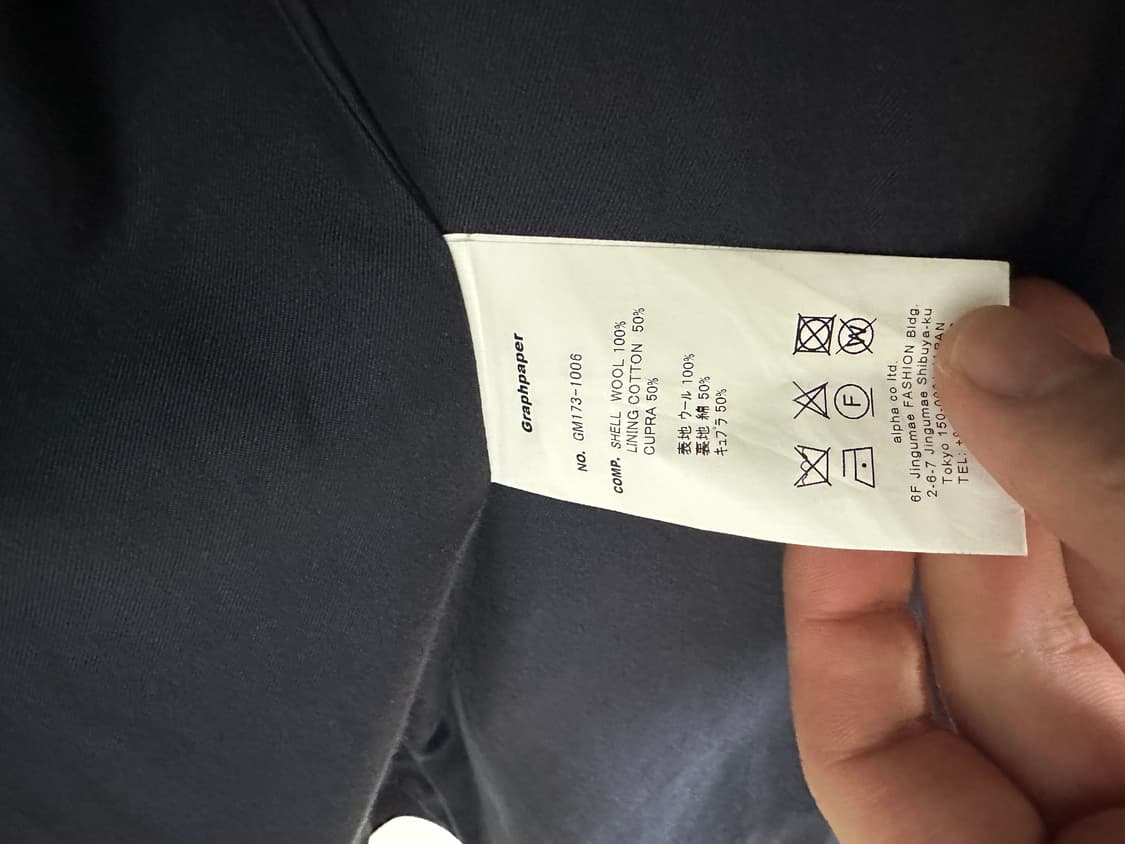 Graphpaper
NO. GM173-1006
COMP. SHELL WOOL 100%
LINING COTTON 50%
CUPRA 50%
表地 ウール 100%
裏地 綿 50%
キュプラ 50%
W
F
alpha co ltd.
6F Jingumae FASHION Bldg.
2-6-7 Jingumae Shibuya-ku
Tokyo
TEL: